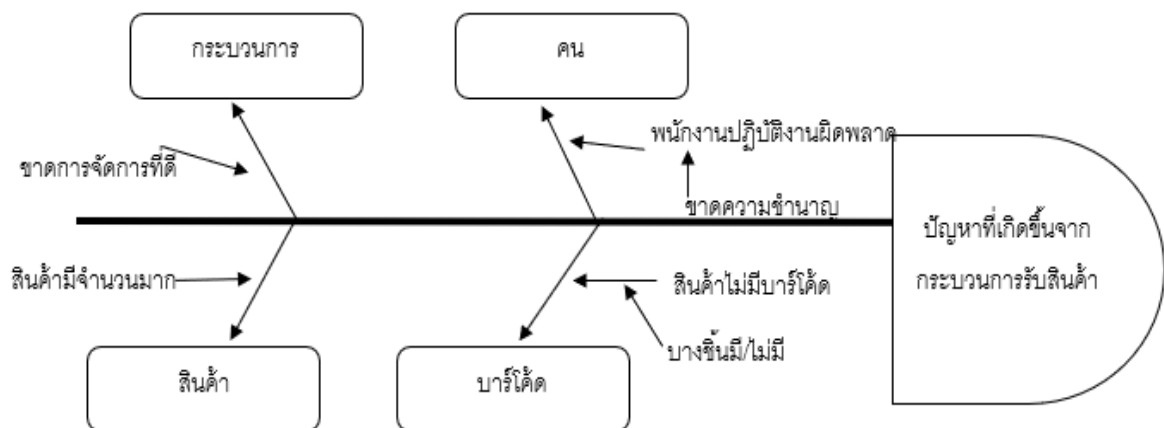 กระบวนการ
คน
พนักงานปฏิบัติงานผิดพลาด
ขาดการจัดการที่ดี
ขาดความชำนาญ
ปัญหาที่เกิดขึ้นจาก
กระบวนการรับสินค้า
สินค้ามีจำนวนมาก
สินค้าไม่มีบาร์โค้ด
บางชิ้นมี/ไม่มี
สินค้า
บาร์โค้ด